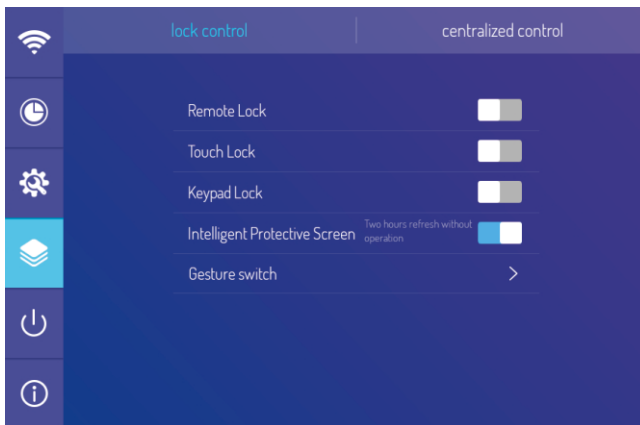 lock control
centralized control
Remote Lock
Touch Lock
Keypad Lock
Intelligent Protective Screen
Two hours refresh without
operation
Gesture switch